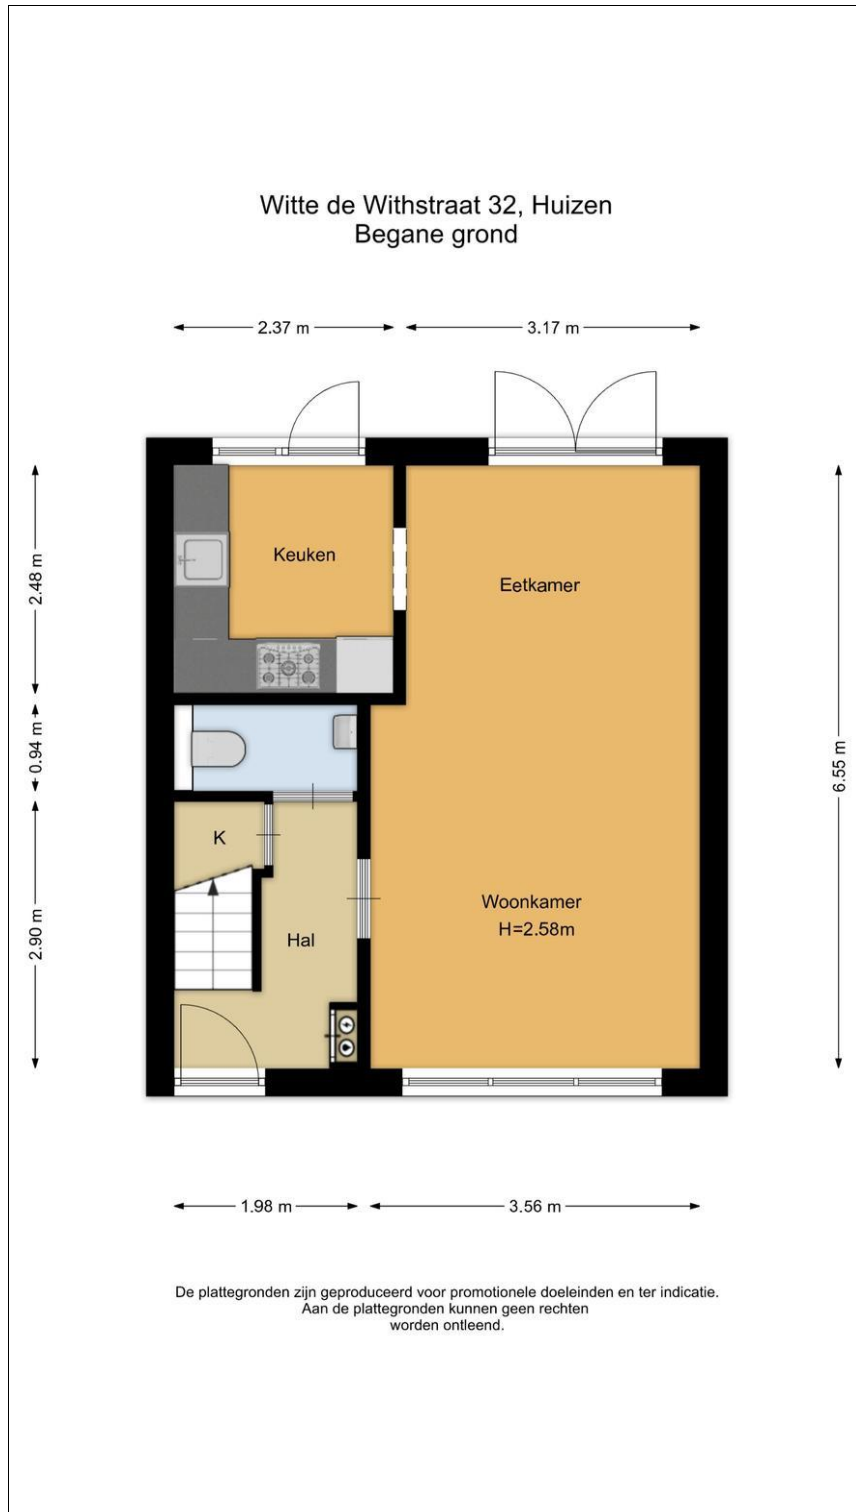 Witte de Withstraat 32, Huizen
Begane grond
2.37 m
3.17 m
2.48 m
Keuken
Eetkamer
0.94 m
6.55 m
K
2.90 m
Woonkamer
H=2.58m
Hal
1.98 m
3.56 m
De plattegronden zijn geproduceerd voor promotionele doeleinden en ter indicatie.
Aan de plattegronden kunnen geen rechten
worden ontleend.